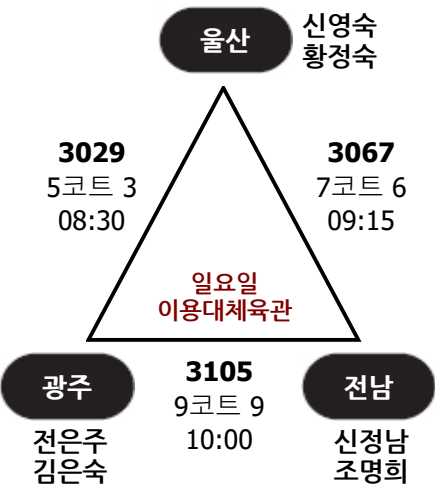 울산
신영숙
황정숙
3029
5코트 3
08:30
3067
7코트 6
09:15
일요일
이용대체육관
광주
전은주
김은숙
3105
9코트 9
10:00
전남
신정남
조명희